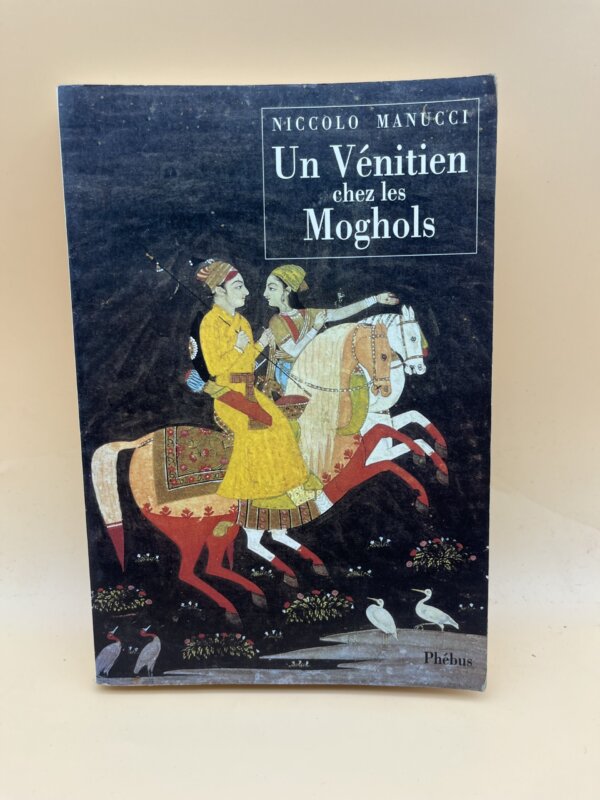 NICCOLO MANUCCI
Un Vénitien
chez les
Moghols
Phébus